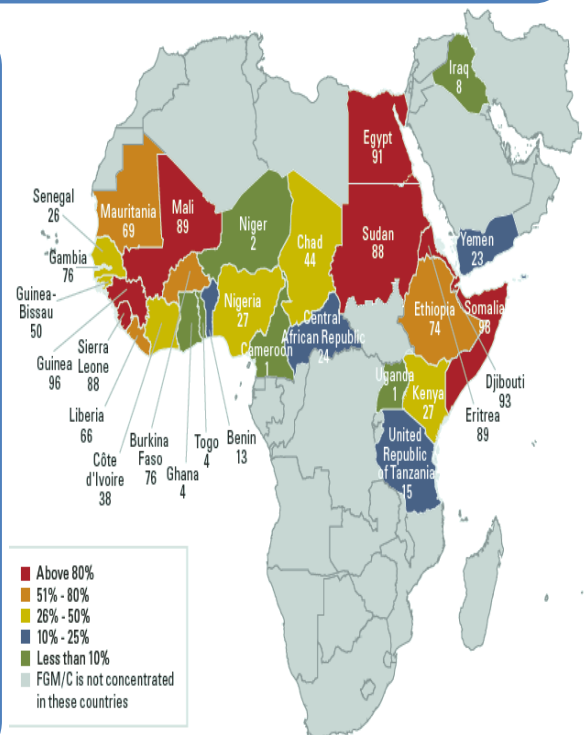 Iraq
8
Egypt
91
Senegal
26
Mauritania
69
Mali
89
Niger
2
Chad
44
Sudan
88
Yemen
23
Gambia
76
Guinea-
Bissau
50
Nigeria
27
Ethiopia
74
Somalia
98
Central
African Republic
24
Cameroon
1
Guinea
96
Sierra
Leone
88
Uganda
1
Kenya
27
Djibouti
93
Eritrea
89
Liberia
66
Côte
d'Ivoire
38
Burkina
Faso
76
Ghana
4
Togo
4
Benin
13
United
Republic
of Tanzania
15
Above 80%
51% - 80%
26% - 50%
10% - 25%
Less than 10%
FGM/C is not concentrated
in these countries